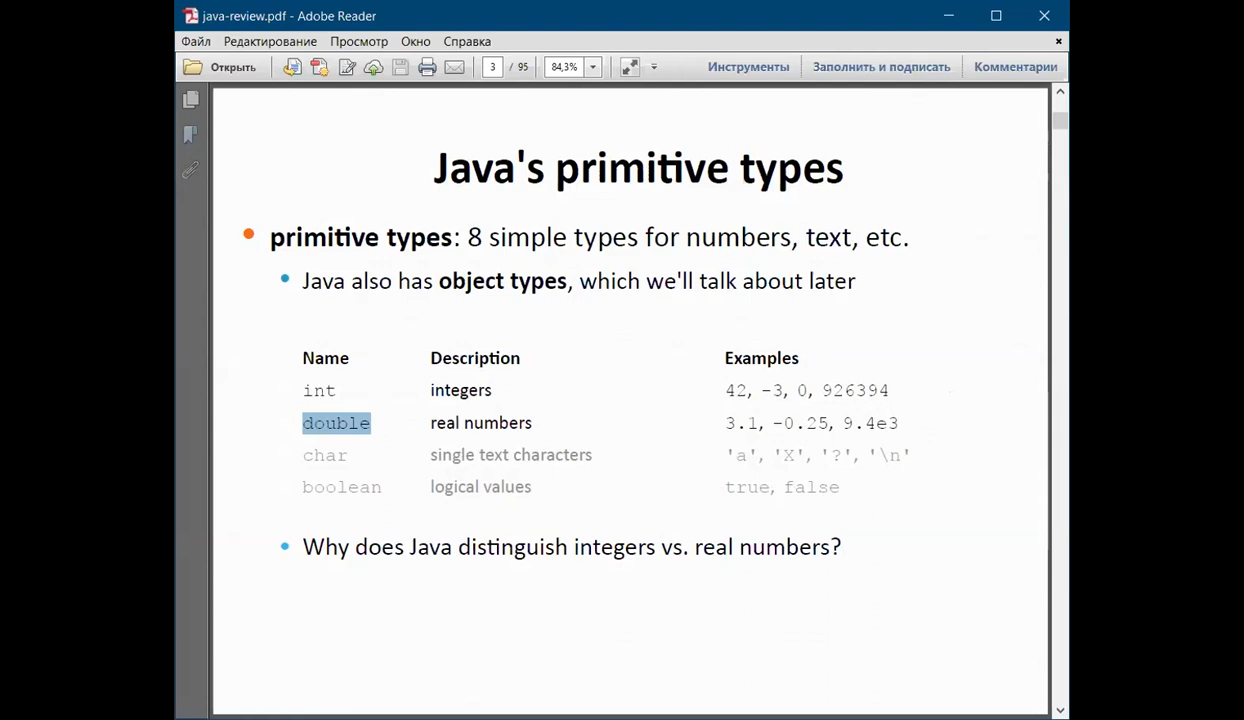 java-review.pdf - Adobe Reader
Файл Редактирование Просмотр Окно Справка
Открыть 3 / 95 84,3% Инструменты Заполнить и подписать Комментарии
Java's primitive types
• primitive types: 8 simple types for numbers, text, etc.
• Java also has object types, which we'll talk about later
Name Description Examples
int integers 42, -3, 0, 926394
double real numbers 3.1, -0.25, 9.4e3
char single text characters 'a', 'X', '?', '\n'
boolean logical values true, false
• Why does Java distinguish integers vs. real numbers?